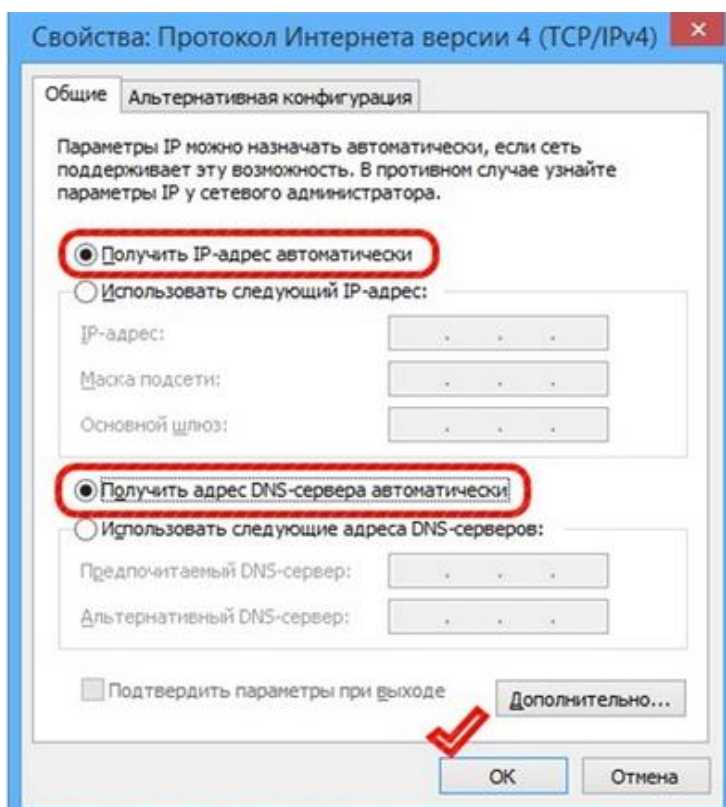 Свойства: Протокол Интернета версии 4 (TCP/IPv4)
Общие
Альтернативная конфигурация
Параметры IP можно назначать автоматически, если сеть
поддерживает эту возможность. В противном случае узнайте
параметры IP у сетевого администратора.
Получить IP-адрес автоматически
Использовать следующий IP-адрес:
IP-адрес:
Маска подсети:
Основной шлюз:
Получить адрес DNS-сервера автоматически
Использовать следующие адреса DNS-серверов:
Предпочитаемый DNS-сервер:
Альтернативный DNS-сервер:
Подтвердить параметры при выходе
Дополнительно...
ОК
Отмена